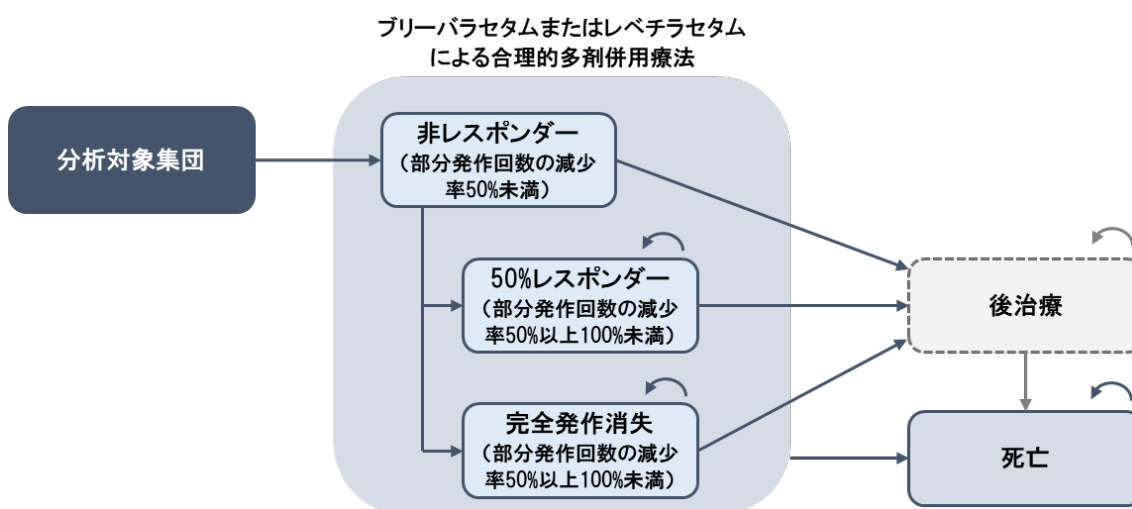 ブリーバラセタムまたはレベチラセタム
による合理的多剤併用療法
分析対象集団
非レスポンダー
（部分発作回数の減少
率50%未満）
50%レスポンダー
（部分発作回数の減少
率50%以上100%未満）
後治療
完全発作消失
（部分発作回数の減少
率50%以上100%未満）
死亡